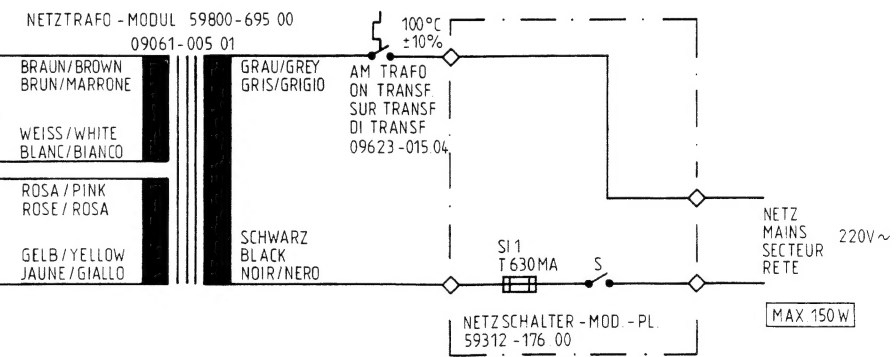 NETZTRAFO-MODUL 59800-695 00
09061-005 01
BRAUN/BROWN
BRUN/MARRONE
WEISS/WHITE
BLANC/BIANCO
ROSA/PINK
ROSE/ROSA
GELB/YELLOW
JAUNE/GIALLO
GRAU/GREY
GRIS/GRIGIO
SCHWARZ
BLACK
NOIR/NERO
100°C
±10%
AM TRAFO
ON TRANSF.
SUR TRANSF
DI TRANSF
09623-015.04
SI 1
T 630MA
S
NETZSCHALTER-MOD.-PL.
59312-176.00
NETZ
MAINS
SECTEUR
RETE
220V~
MAX.150W